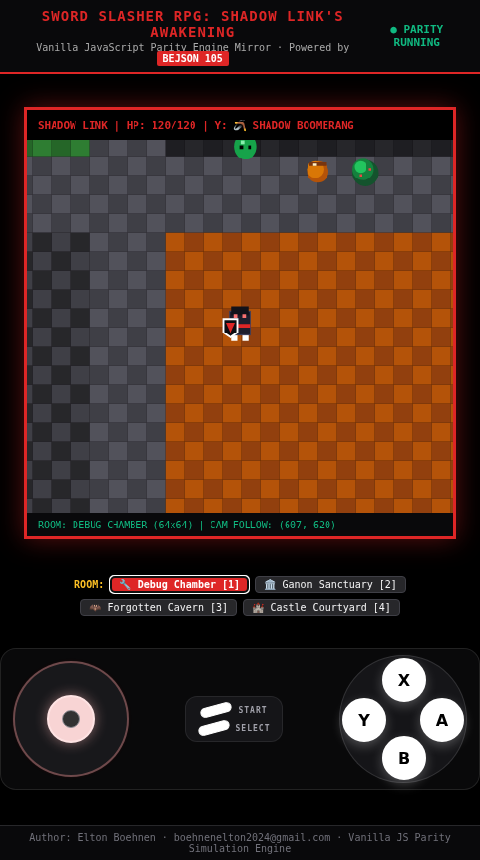 SWORD SLASHER RPG: SHADOW LINK'S
AWAKENING
Vanilla JavaScript Parity Engine Mirror · Powered by
BEJSON 105
● PARITY
RUNNING
SHADOW LINK | HP: 120/120 | Y: 🪃 SHADOW BOOMERANG
ROOM: DEBUG CHAMBER (64x64) | CAM FOLLOW: (607, 620)
ROOM: 🔧 Debug Chamber [1] 🏛️ Ganon Sanctuary [2]
🦇 Forgotten Cavern [3] 🏰 Castle Courtyard [4]
X
START
Y A
SELECT
B
Author: Elton Boehnen · boehnenelton2024@gmail.com · Vanilla JS Parity
Simulation Engine